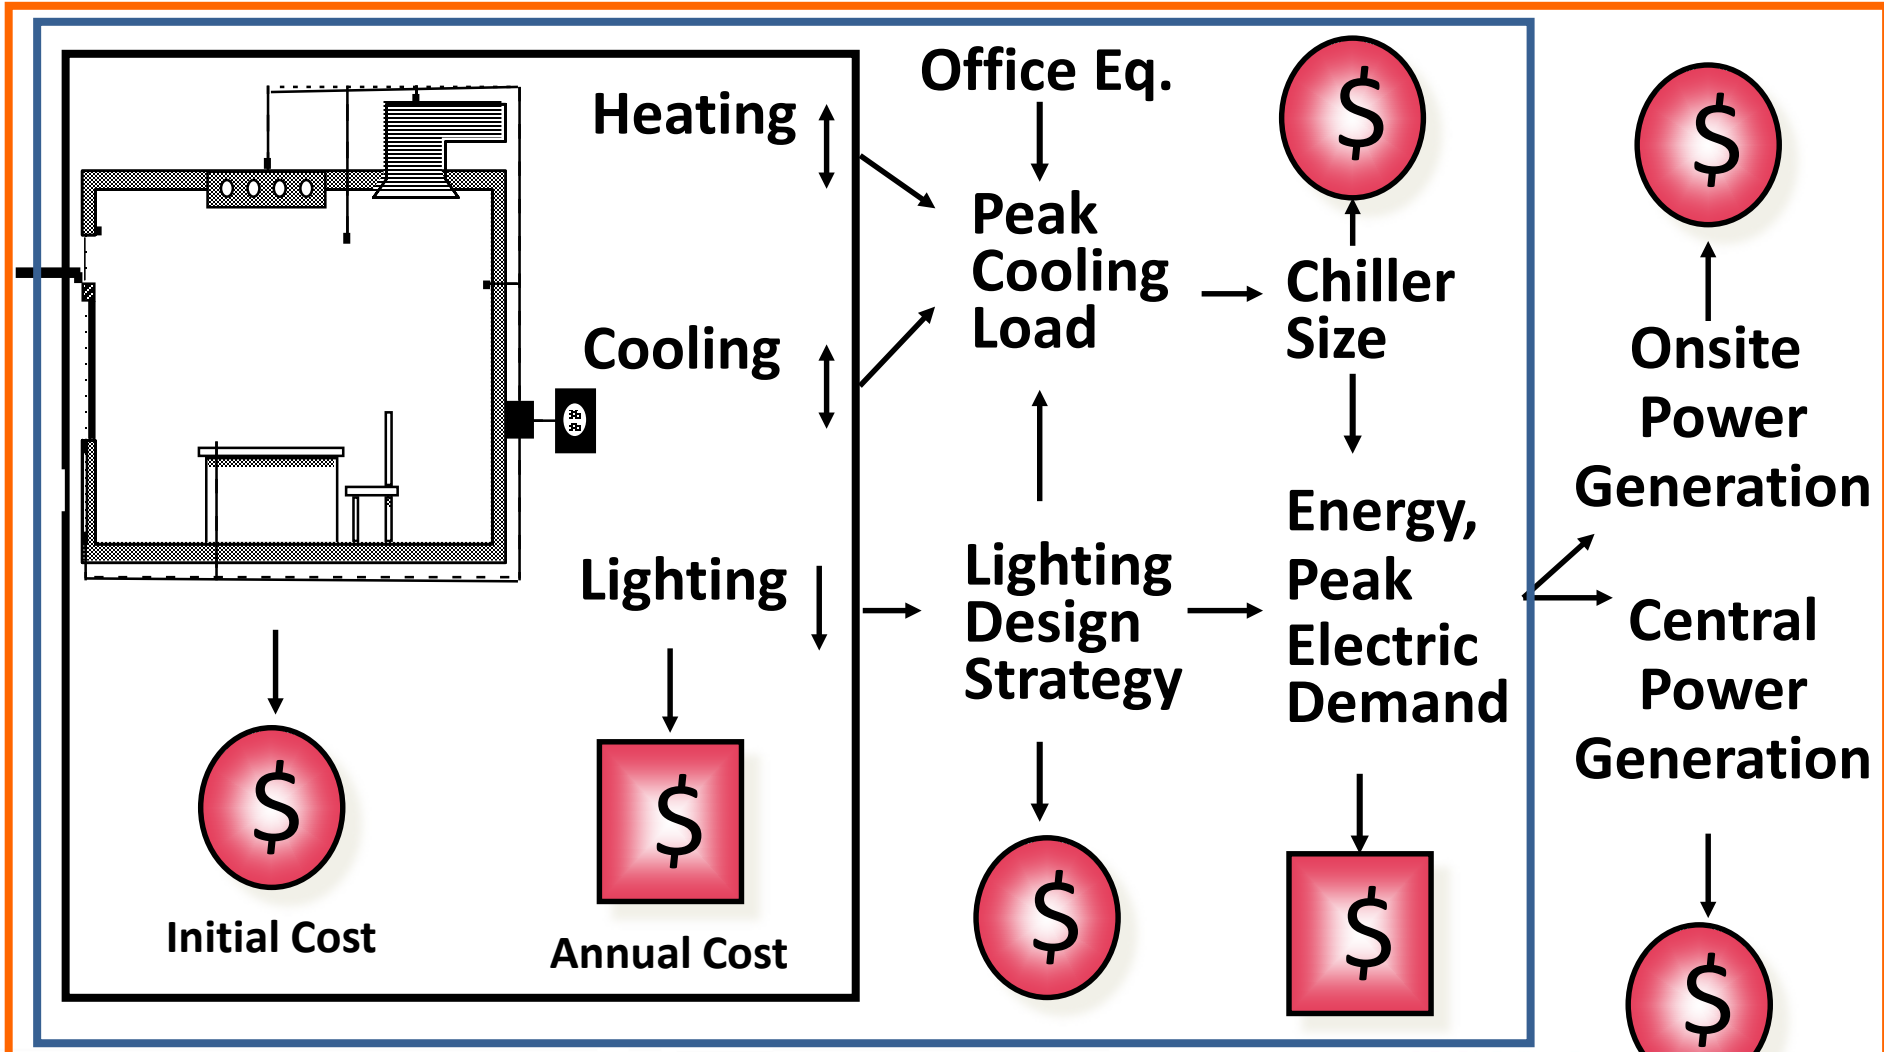 Heating
Cooling
Lighting
$
Initial Cost
$
Annual Cost
Office Eq.
Peak
Cooling
Load
Lighting
Design
Strategy
$
$
Chiller
Size
Energy,
Peak
Electric
Demand
$
$
Onsite
Power
Generation
Central
Power
Generation
$